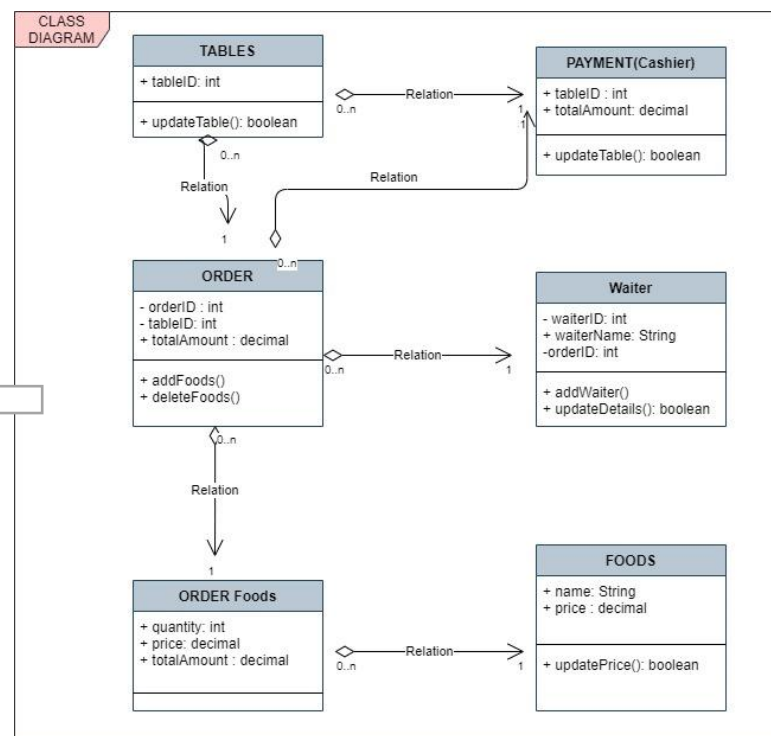 CLASS
DIAGRAM
TABLES
+ tableID: int
+ updateTable(): boolean
0..n
Relation
1
PAYMENT(Cashier)
+ tableID : int
+ totalAmount: decimal
+ updateTable(): boolean
0..n
Relation
1
Relation
1
0..n
ORDER
- orderID : int
- tableID: int
+ totalAmount : decimal
+ addFoods()
+ deleteFoods()
0..n
Relation
1
Waiter
- waiterID: int
+ waiterName: String
-orderID: int
+ addWaiter()
+ updateDetails(): boolean
0..n
Relation
1
ORDER Foods
+ quantity: int
+ price: decimal
+ totalAmount : decimal
0..n
Relation
1
FOODS
+ name: String
+ price : decimal
+ updatePrice(): boolean